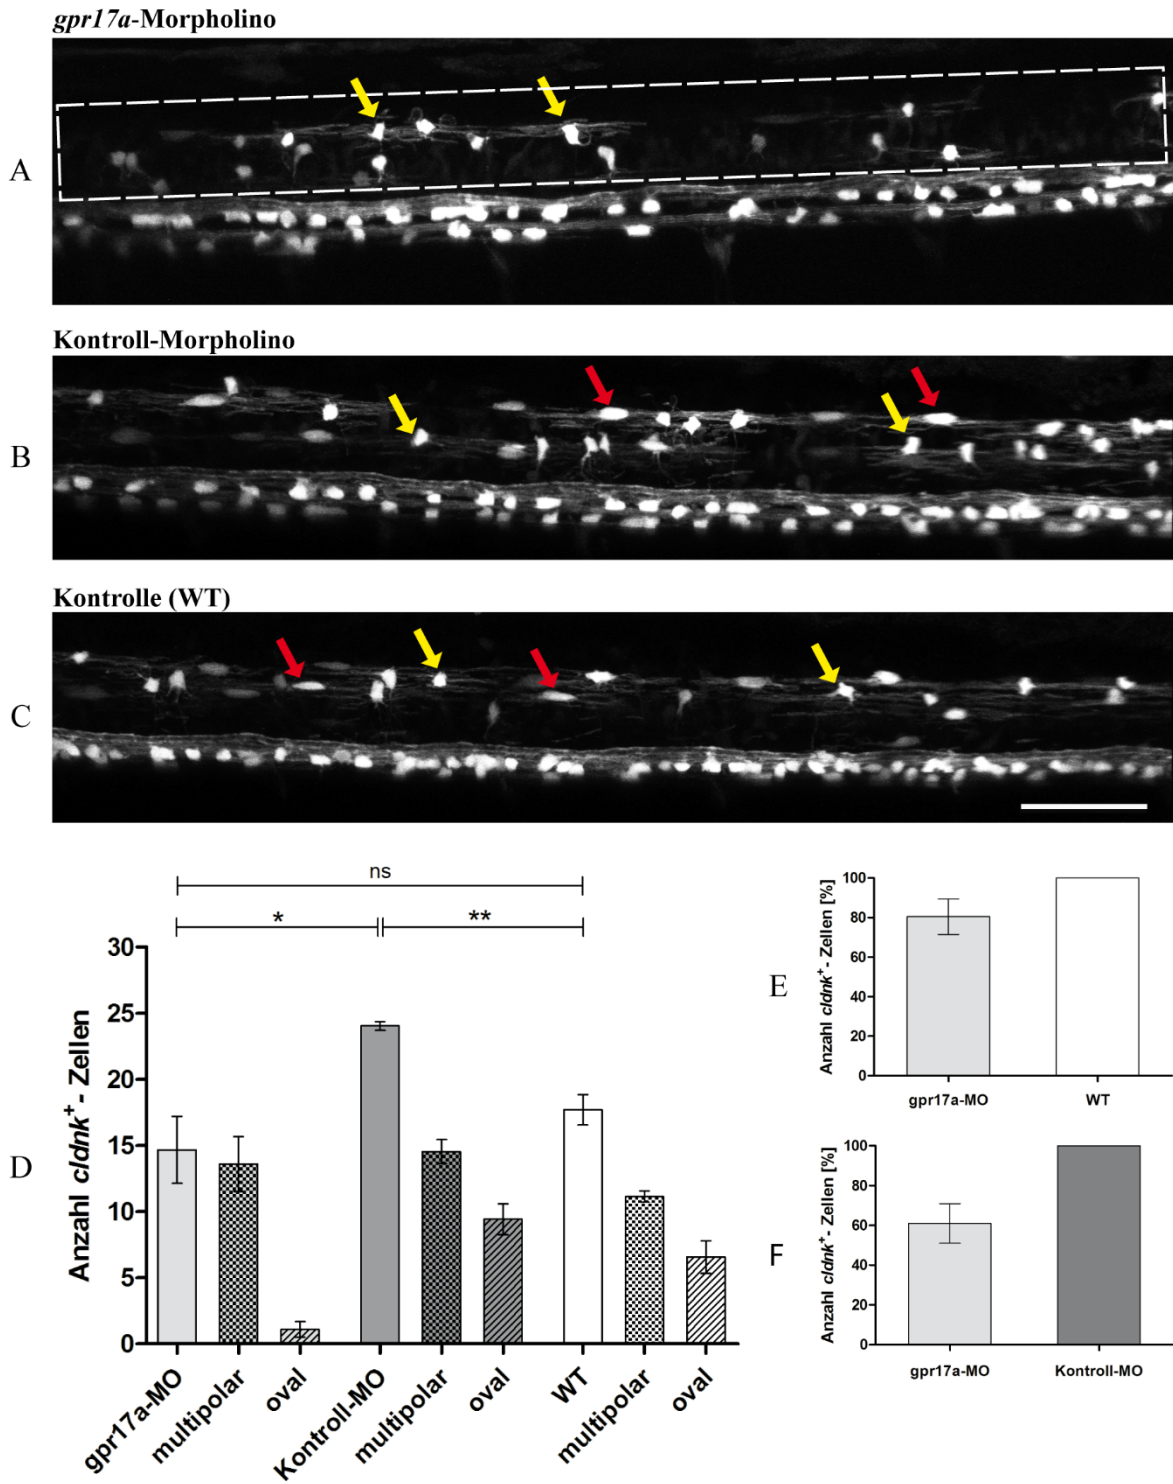 gpr17a-Morpholino
A
Kontroll-Morpholino
B
Kontrolle (WT)
C
ns
*
**
D
Anzahl cldnk+- Zellen
30
25
20
15
10
5
0
gpr17a-MO
multipolar
oval
Kontroll-MO
multipolar
oval
WT
multipolar
oval
E
Anzahl cldnk+- Zellen [%]
100
80
60
40
20
0
gpr17a-MO
WT
F
Anzahl cldnk+- Zellen [%]
100
80
60
40
20
0
gpr17a-MO
Kontroll-MO